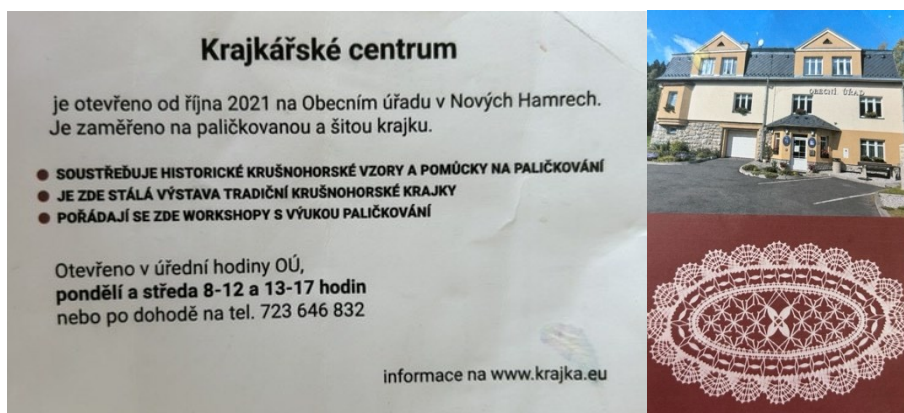 Krajkářské centrum
je otevřeno od října 2021 na Obecním úřadu v Nových Hamrech.
Je zaměřeno na paličkovanou a šitou krajku.
SOUSTŘEĎUJE HISTORICKÉ KRUŠNOHORSKÉ VZORY A POMŮCKY NA PALIČKOVÁNÍ
JE ZDE STÁLÁ VÝSTAVA TRADIČNÍ KRUŠNOHORSKÉ KRAJKY
POŘÁDAJÍ SE ZDE WORKSHOPY S VÝUKOU PALIČKOVÁNÍ
Otevřeno v úřední hodiny OÚ,
pondělí a středa 8-12 a 13-17 hodin
nebo po dohodě na tel. 723 646 832
informace na www.krajka.eu
OBECNÍ ÚŘAD